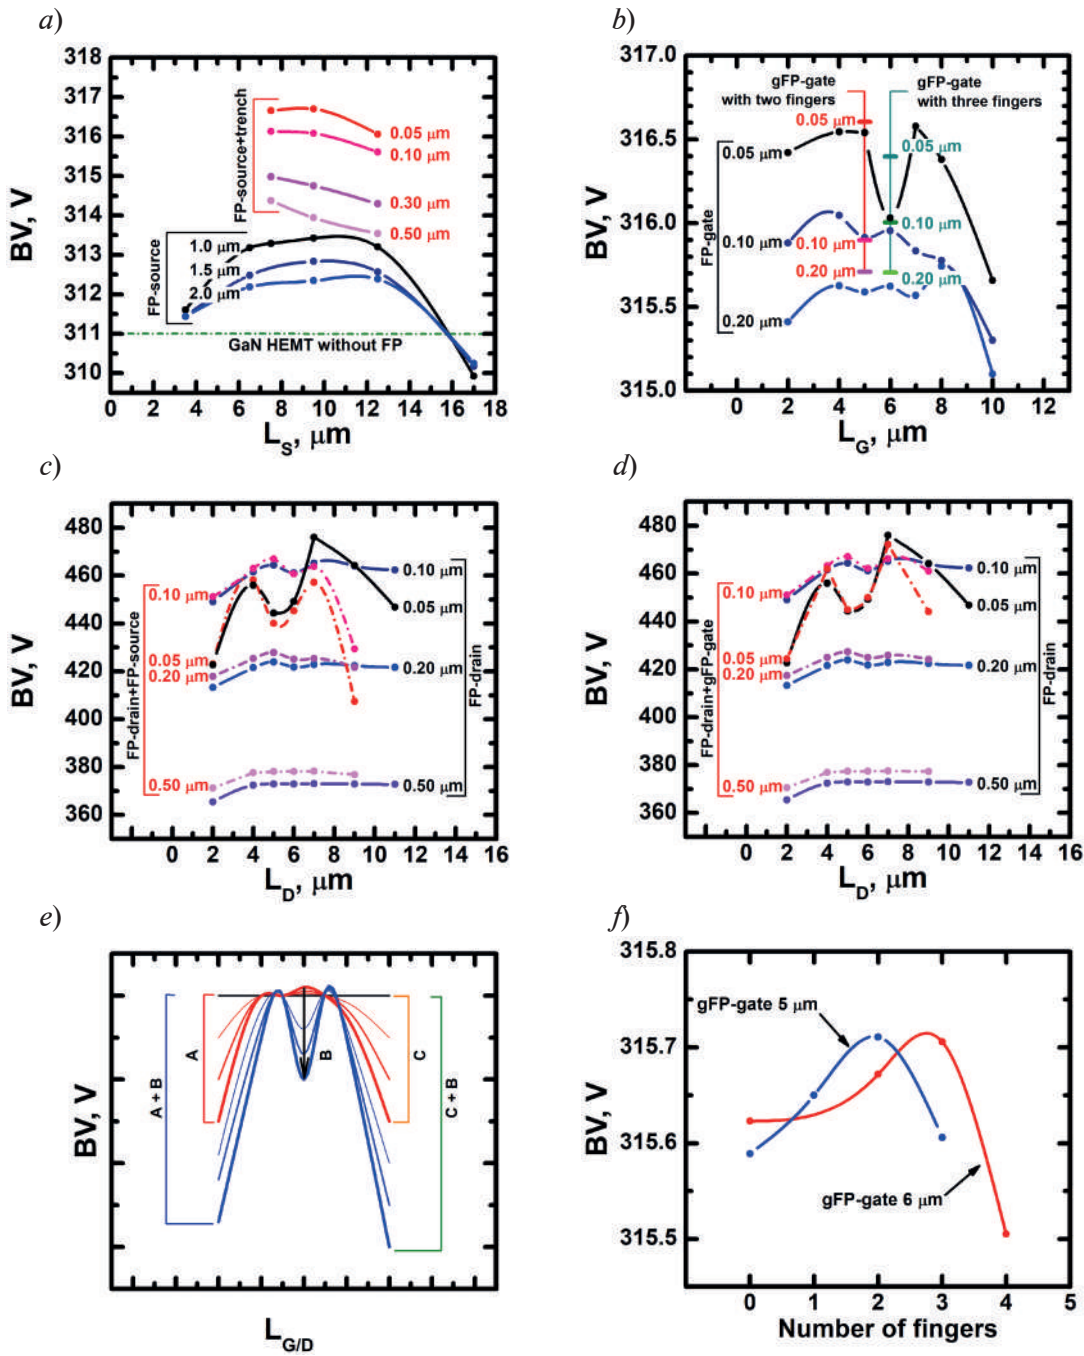 a)
318
317
316
315
314
313
312
311
310
BV, V
FP-source+trench
0.05 μm
0.10 μm
0.30 μm
0.50 μm
FP-source
1.0 μm
1.5 μm
2.0 μm
GaN HEMT without FP
0 2 4 6 8 10 12 14 16 18
L_S, μm
b)
317.0
316.5
316.0
315.5
315.0
BV, V
gFP-gate
with two fingers
gFP-gate
with three fingers
FP-gate
0.05 μm
0.10 μm
0.20 μm
0.05 μm
0.10 μm
0.20 μm
0.05 μm
0.10 μm
0.20 μm
0 2 4 6 8 10 12
L_G, μm
c)
480
460
440
420
400
380
360
BV, V
FP-drain+FP-source
0.10 μm
0.05 μm
0.20 μm
0.50 μm
FP-drain
0.10 μm
0.05 μm
0.20 μm
0.50 μm
0 2 4 6 8 10 12 14 16
L_D, μm
d)
480
460
440
420
400
380
360
BV, V
FP-drain+gFP-gate
0.10 μm
0.05 μm
0.20 μm
0.50 μm
FP-drain
0.10 μm
0.05 μm
0.20 μm
0.50 μm
0 2 4 6 8 10 12 14 16
L_D, μm
e)
BV, V
A + B
A
B
C
C + B
L_G/D
f)
315.8
315.7
315.6
315.5
BV, V
gFP-gate 5 μm
gFP-gate 6 μm
0 1 2 3 4 5
Number of fingers